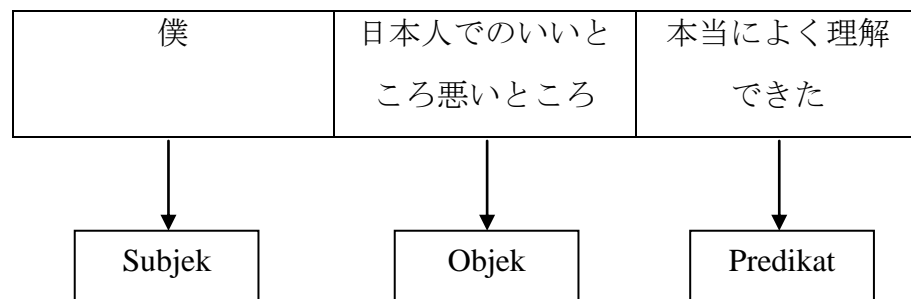 僕
日本人でのいいと
ころ悪いところ
本当によく理解
できた
Subjek
Objek
Predikat